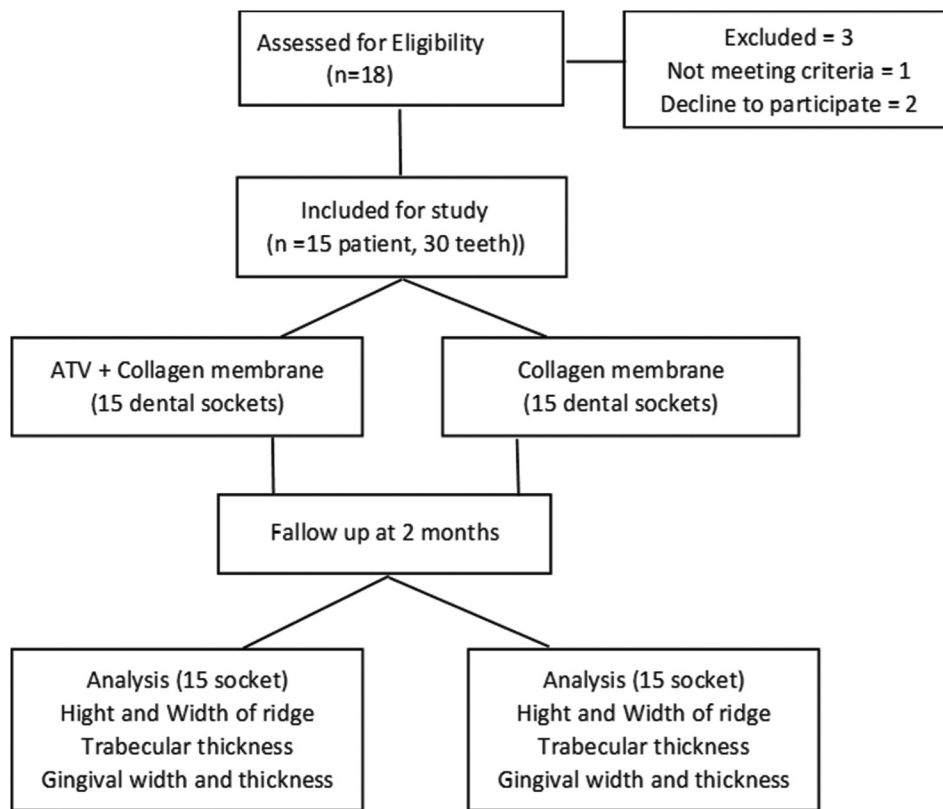 Assessed for Eligibility
(n=18)
Excluded = 3
Not meeting criteria = 1
Decline to participate = 2
Included for study
(n =15 patient, 30 teeth))
ATV + Collagen membrane
(15 dental sockets)
Collagen membrane
(15 dental sockets)
Fallow up at 2 months
Analysis (15 socket)
Hight and Width of ridge
Trabecular thickness
Gingival width and thickness
Analysis (15 socket)
Hight and Width of ridge
Trabecular thickness
Gingival width and thickness